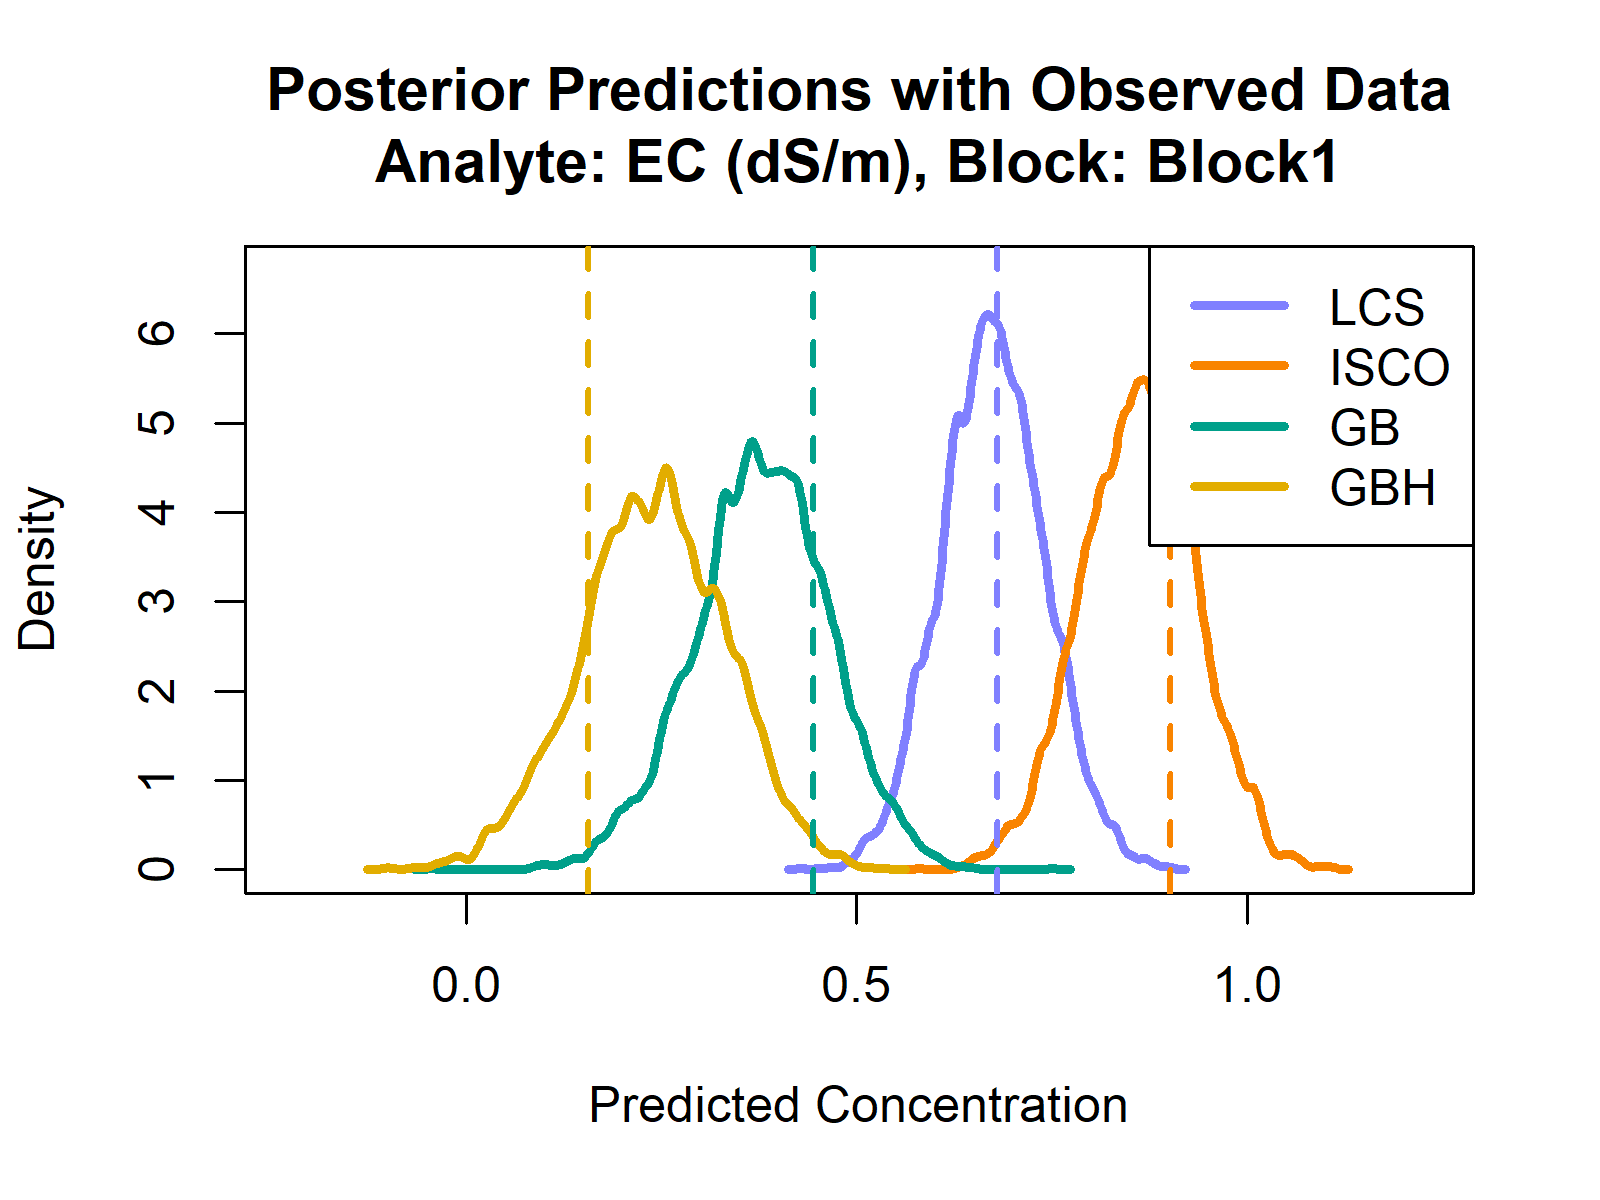 Posterior Predictions with Observed Data
Analyte: EC (dS/m), Block: Block1
LCS
ISCO
GB
GBH
Density
6
5
4
3
2
1
0
0.0 0.5 1.0
Predicted Concentration